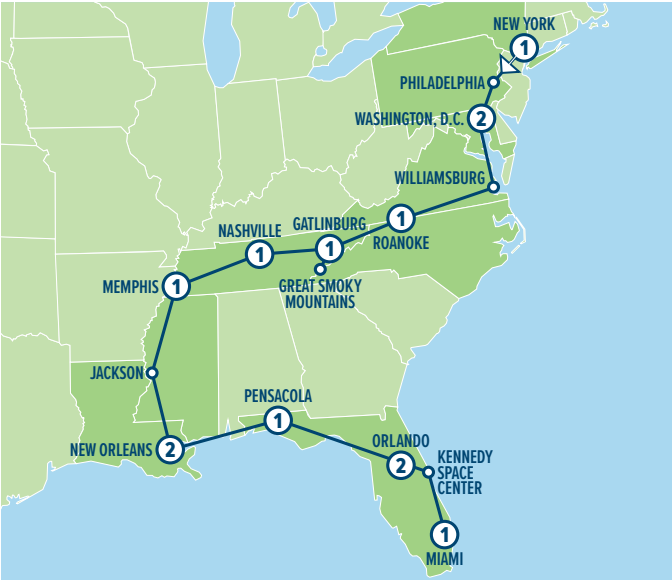 NEW YORK
1
PHILADELPHIA
WASHINGTON, D.C.
2
WILLIAMSBURG
1
ROANOKE
GATLINBURG
1
GREAT SMOKY
MOUNTAINS
NASHVILLE
1
MEMPHIS
1
JACKSON
NEW ORLEANS
2
PENSACOLA
1
ORLANDO
2
KENNEDY
SPACE
CENTER
1
MIAMI